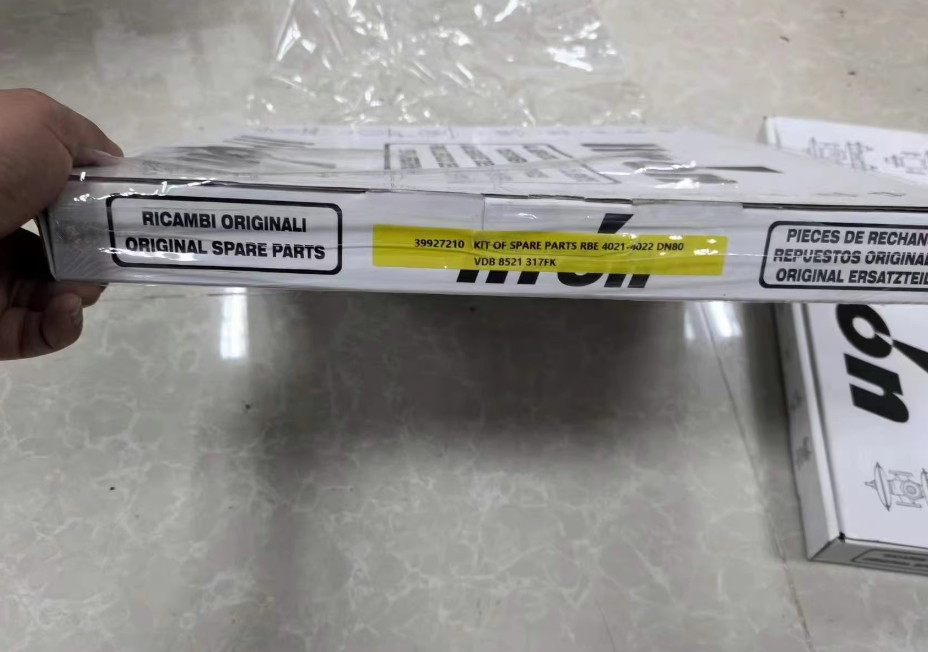 RICAMBI ORIGINALI
ORIGINAL SPARE PARTS
39927210 KIT OF SPARE PARTS RBE 4021-4022 DN80
VDB 8521 317FK
PIECES DE RECHAN
REPUESTOS ORIGINAL
ORIGINAL ERSATZTEIL
on